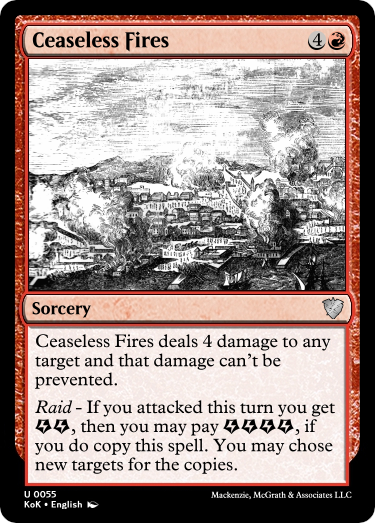 Ceaseless Fires 4
Sorcery
Ceaseless Fires deals 4 damage to any
target and that damage can't be
prevented.
Raid - If you attacked this turn you get
, then you may pay , if
you do copy this spell. You may chose
new targets for the copies.
U 0055
KoK • English
Mackenzie, McGrath & Associates LLC